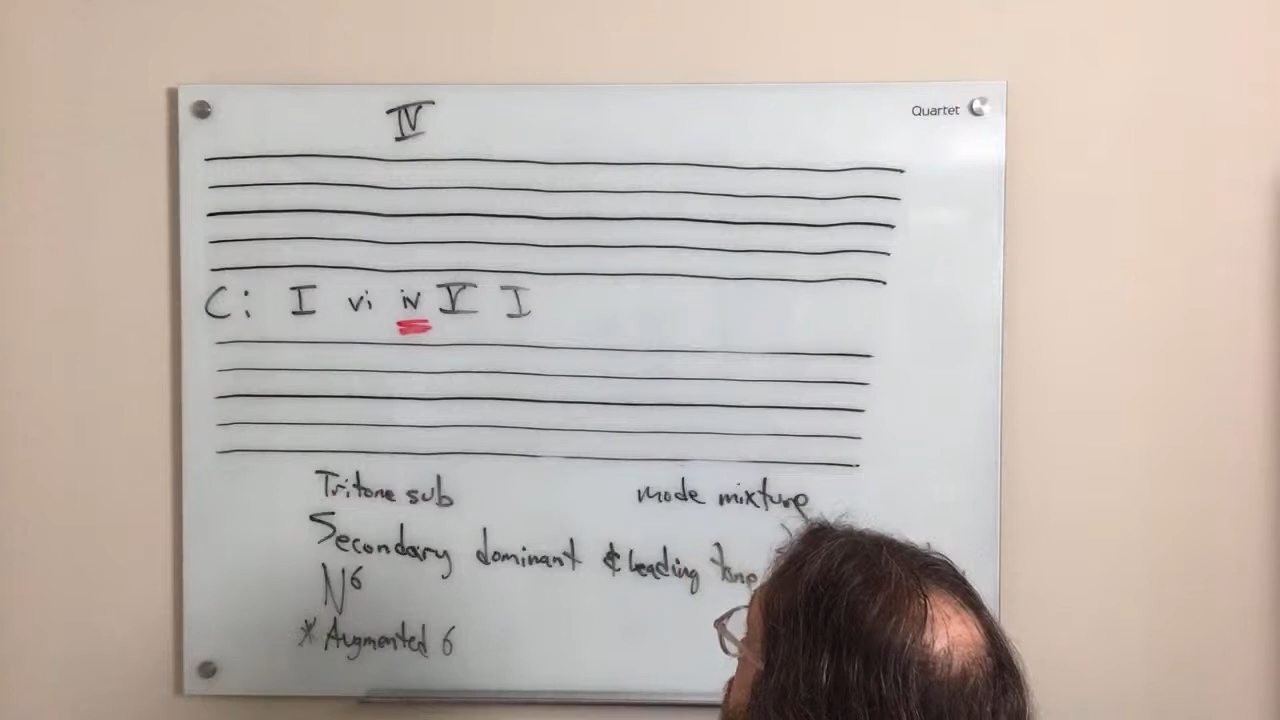 Quartet
IV
C: I vi iv V I
Tritone sub
mode mixture
Secondary dominant & leading tone
N6
* Augmented 6